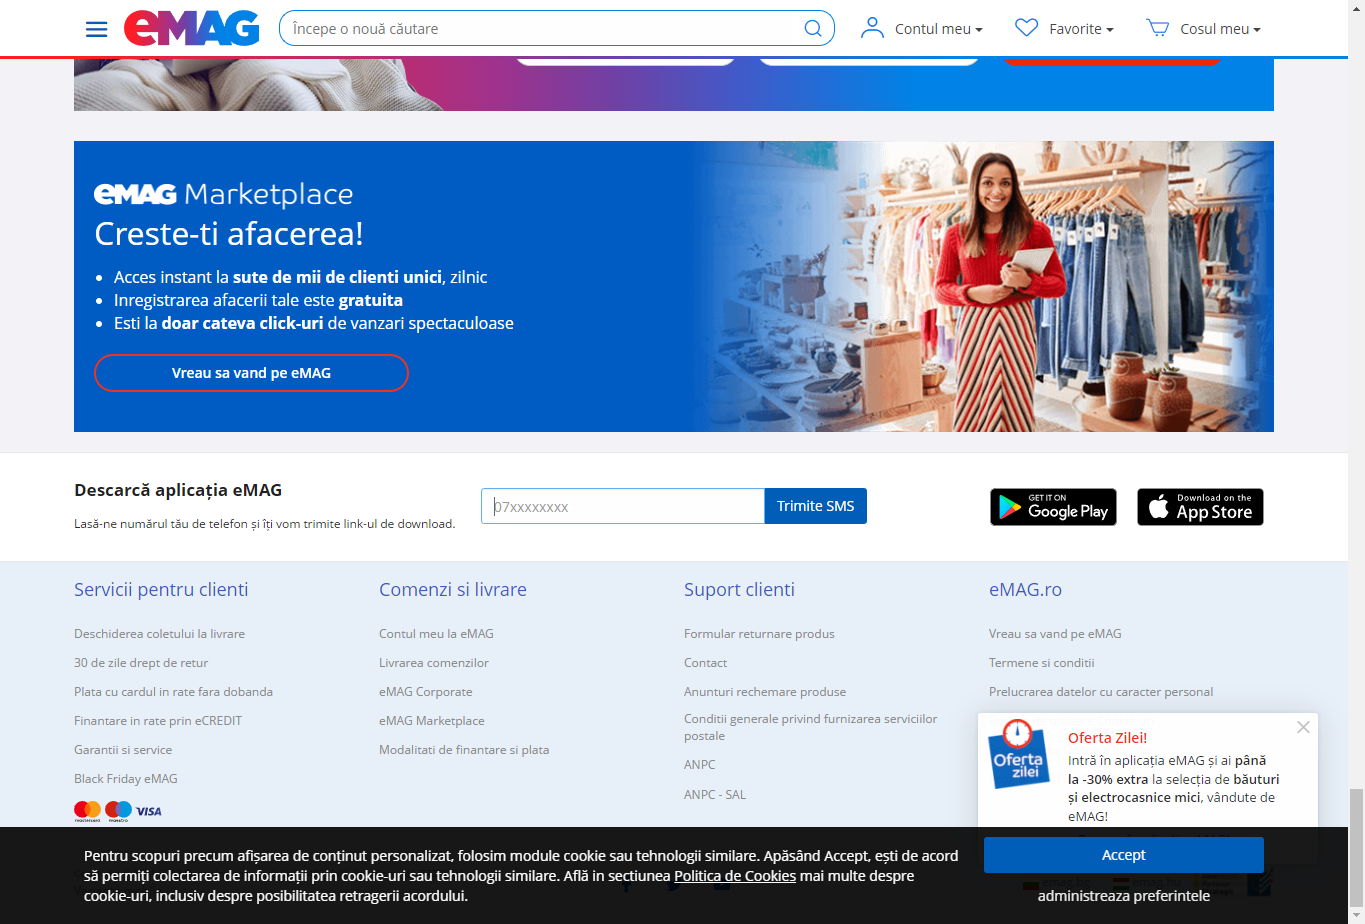 eMAG
Începe o nouă căutare
Contul meu
Favorite
Cosul meu
eMAG Marketplace
Creste-ti afacerea!
Acces instant la sute de mii de clienti unici, zilnic
Inregistrarea afacerii tale este gratuita
Esti la doar cateva click-uri de vanzari spectaculoase
Vreau sa vand pe eMAG
Descarcă aplicația eMAG
Lasă-ne numărul tău de telefon și îți vom trimite link-ul de download.
07xxxxxxxx
Trimite SMS
GET IT ON
Google Play
Download on the
App Store
Servicii pentru clienti
Deschiderea coletului la livrare
30 de zile drept de retur
Plata cu cardul in rate fara dobanda
Finantare in rate prin eCREDIT
Garantii si service
Black Friday eMAG
mastercard
maestro
VISA
Comenzi si livrare
Contul meu la eMAG
Livrarea comenzilor
eMAG Corporate
eMAG Marketplace
Modalitati de finantare si plata
Suport clienti
Formular returnare produs
Contact
Anunturi rechemare produse
Conditii generale privind furnizarea serviciilor
postale
ANPC
ANPC - SAL
eMAG.ro
Vreau sa vand pe eMAG
Termene si conditii
Prelucrarea datelor cu caracter personal
Oferta
zilei
Oferta Zilei!
Intră în aplicația eMAG și ai până
la -30% extra la selecția de băuturi
și electrocasnice mici, vândute de
eMAG!
Pentru scopuri precum afișarea de conținut personalizat, folosim module cookie sau tehnologii similare. Apăsând Accept, ești de acord
să permiți colectarea de informații prin cookie-uri sau tehnologii similare. Află in sectiunea Politica de Cookies mai multe despre
cookie-uri, inclusiv despre posibilitatea retragerii acordului.
Accept
administreaza preferintele